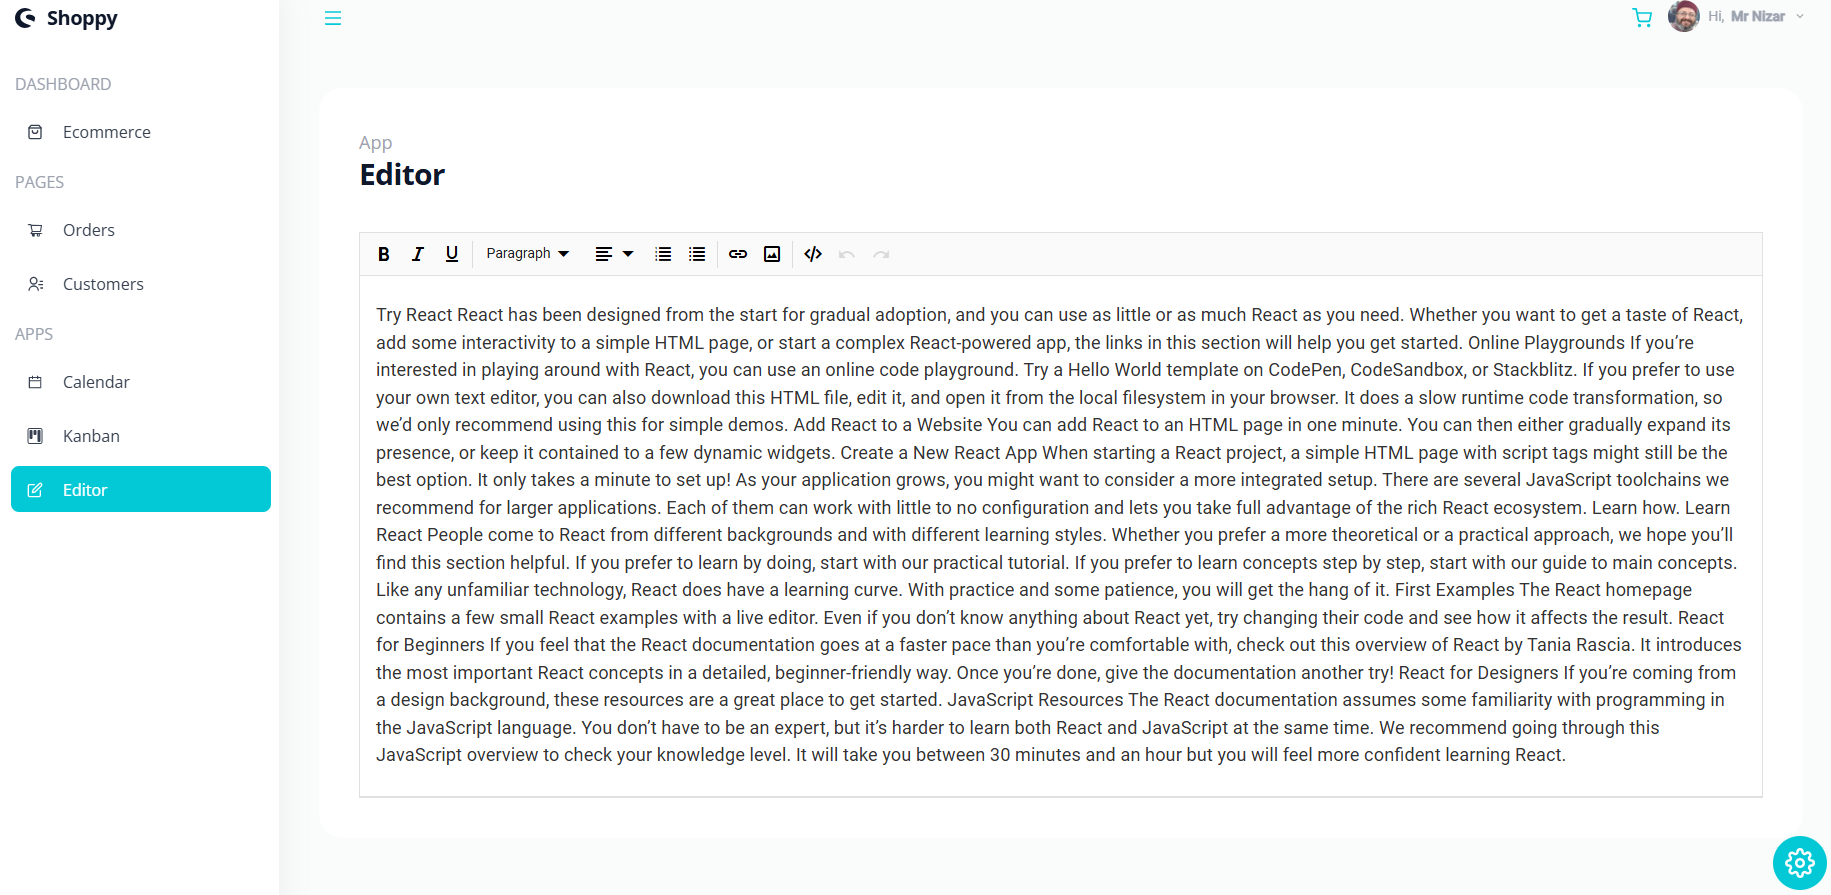 Shoppy
Hi, Mr Nizar
DASHBOARD
Ecommerce
PAGES
Orders
Customers
APPS
Calendar
Kanban
Editor
App
Editor
B I U Paragraph
Try React React has been designed from the start for gradual adoption, and you can use as little or as much React as you need. Whether you want to get a taste of React,
add some interactivity to a simple HTML page, or start a complex React-powered app, the links in this section will help you get started. Online Playgrounds If you’re
interested in playing around with React, you can use an online code playground. Try a Hello World template on CodePen, CodeSandbox, or Stackblitz. If you prefer to use
your own text editor, you can also download this HTML file, edit it, and open it from the local filesystem in your browser. It does a slow runtime code transformation, so
we’d only recommend using this for simple demos. Add React to a Website You can add React to an HTML page in one minute. You can then either gradually expand its
presence, or keep it contained to a few dynamic widgets. Create a New React App When starting a React project, a simple HTML page with script tags might still be the
best option. It only takes a minute to set up! As your application grows, you might want to consider a more integrated setup. There are several JavaScript toolchains we
recommend for larger applications. Each of them can work with little to no configuration and lets you take full advantage of the rich React ecosystem. Learn how. Learn
React People come to React from different backgrounds and with different learning styles. Whether you prefer a more theoretical or a practical approach, we hope you’ll
find this section helpful. If you prefer to learn by doing, start with our practical tutorial. If you prefer to learn concepts step by step, start with our guide to main concepts.
Like any unfamiliar technology, React does have a learning curve. With practice and some patience, you will get the hang of it. First Examples The React homepage
contains a few small React examples with a live editor. Even if you don’t know anything about React yet, try changing their code and see how it affects the result. React
for Beginners If you feel that the React documentation goes at a faster pace than you’re comfortable with, check out this overview of React by Tania Rascia. It introduces
the most important React concepts in a detailed, beginner-friendly way. Once you’re done, give the documentation another try! React for Designers If you’re coming from
a design background, these resources are a great place to get started. JavaScript Resources The React documentation assumes some familiarity with programming in
the JavaScript language. You don’t have to be an expert, but it’s harder to learn both React and JavaScript at the same time. We recommend going through this
JavaScript overview to check your knowledge level. It will take you between 30 minutes and an hour but you will feel more confident learning React.